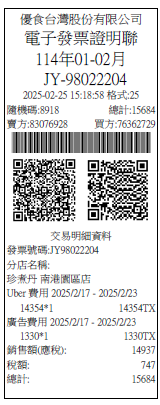 優食台灣股份有限公司
電子發票證明聯
114年01-02月
JY-98022204
2025-02-25 15:18:58 格式:25
隨機碼:8918 總計:15684
賣方:83076928 買方:76362729
交易明細資料
發票號碼:JY98022204
分店名稱:
珍煮丹 南港園區店
Uber 費用 2025/2/17 - 2025/2/23
14354*1 14354TX
廣告費用 2025/2/17 - 2025/2/23
1330*1 1330TX
銷售額(應稅): 14937
稅額: 747
總計: 15684